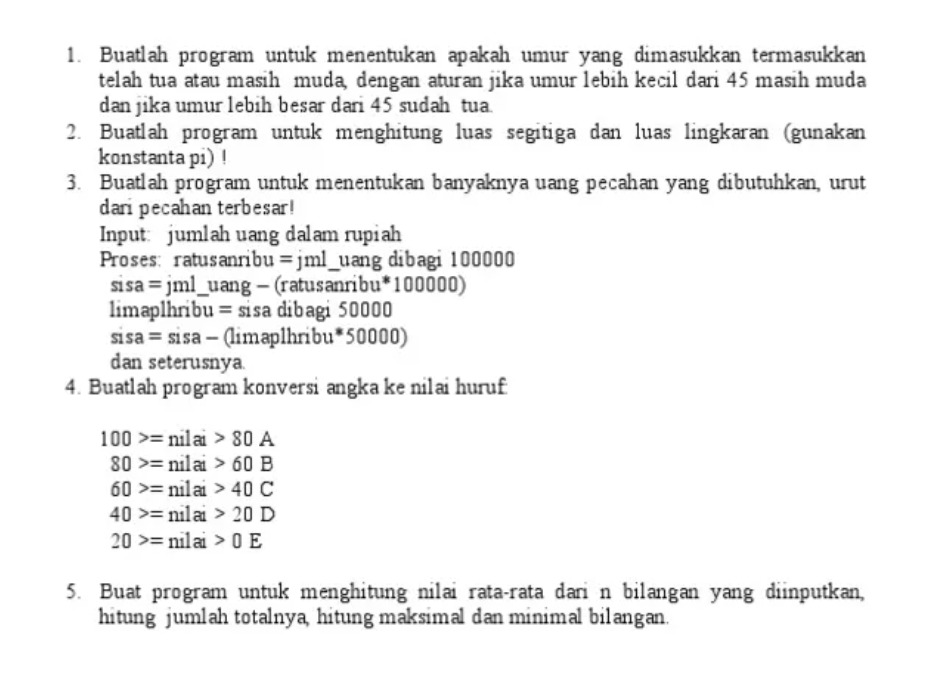 1. Buatlah program untuk menentukan apakah umur yang dimasukkan termasukkan
telah tua atau masih muda, dengan aturan jika umur lebih kecil dari 45 masih muda
dan jika umur lebih besar dari 45 sudah tua.
2. Buatlah program untuk menghitung luas segitiga dan luas lingkaran (gunakan
konstanta pi) !
3. Buatlah program untuk menentukan banyaknya uang pecahan yang dibutuhkan, urut
dari pecahan terbesar!
Input: jumlah uang dalam rupiah
Proses: ratusanribu = jml_uang dibagi 100000
sisa = jml_uang – (ratusanribu*100000)
limaplhribu = sisa dibagi 50000
sisa = sisa – (limaplhribu*50000)
dan seterusnya.
4. Buatlah program konversi angka ke nilai huruf:
100 >= nilai > 80 A
80 >= nilai > 60 B
60 >= nilai > 40 C
40 >= nilai > 20 D
20 >= nilai > 0 E
5. Buat program untuk menghitung nilai rata-rata dari n bilangan yang diinputkan,
hitung jumlah totalnya, hitung maksimal dan minimal bilangan.